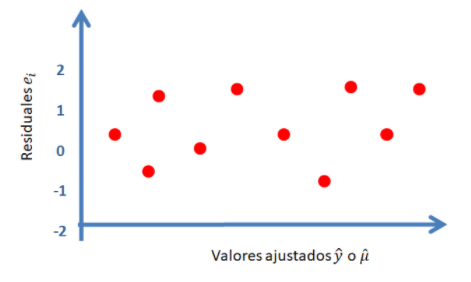 Residuales eᵢ
2
1
0
-1
-2
Valores ajustados ŷ o μ̂